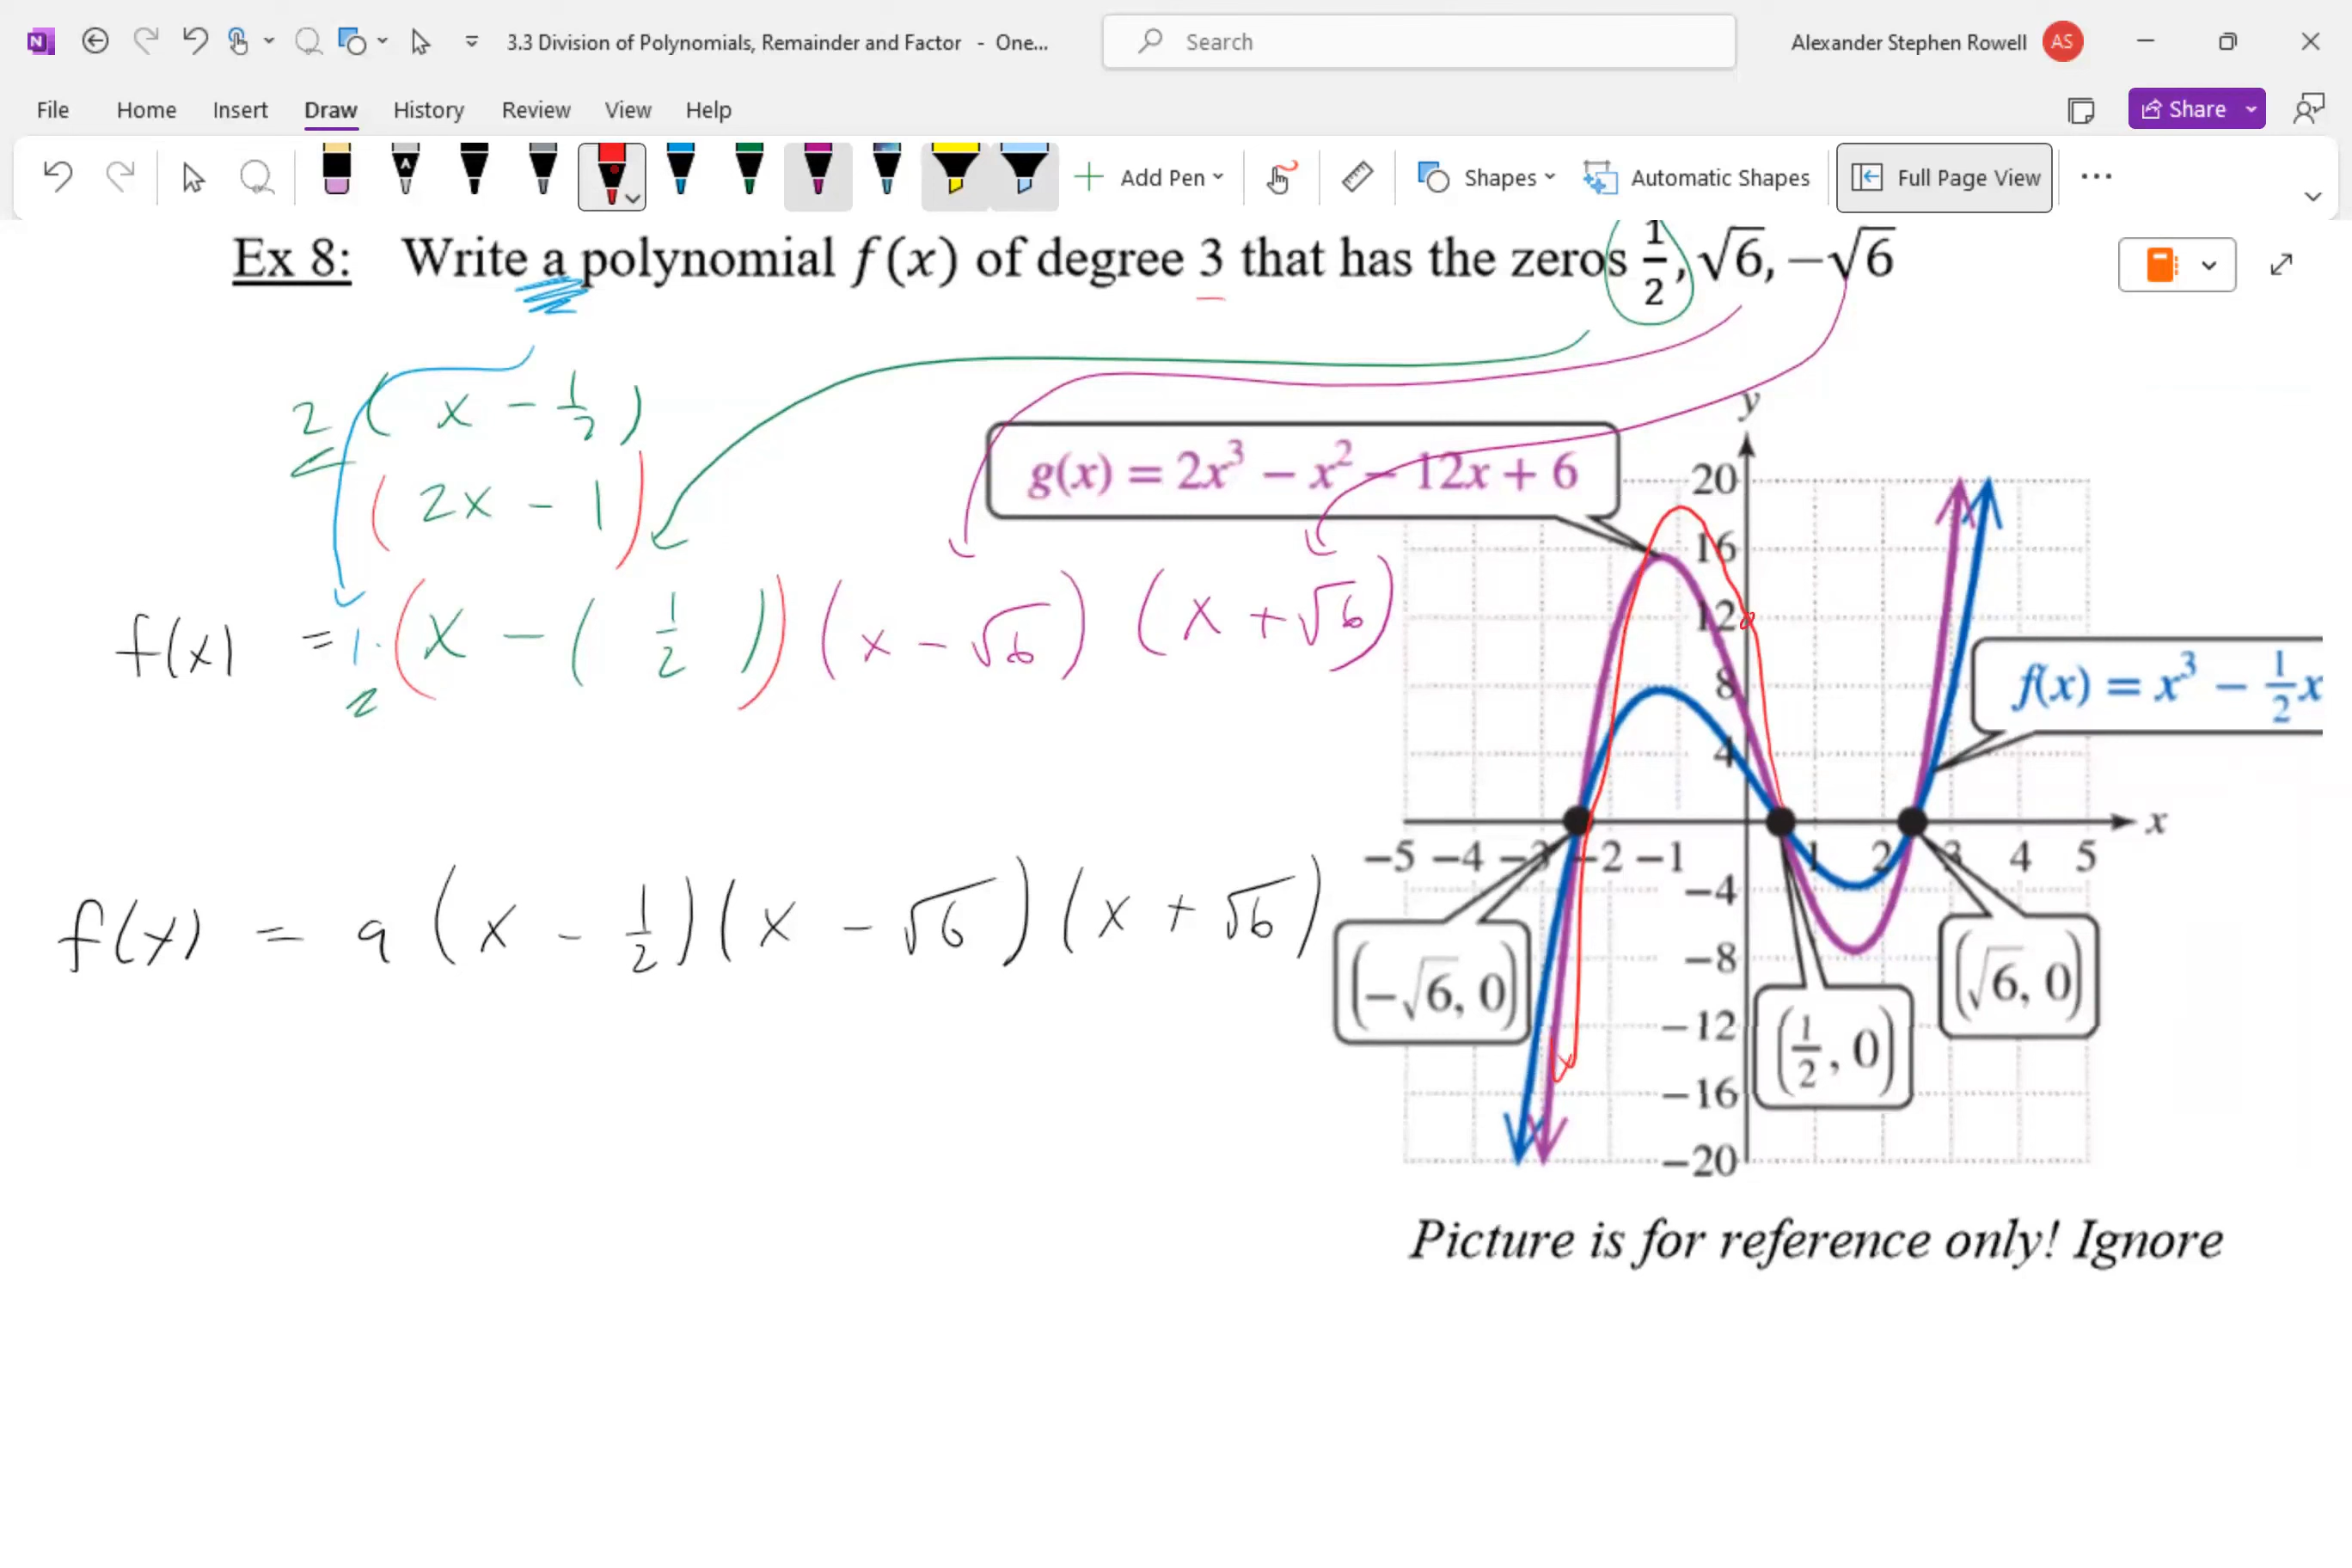 3.3 Division of Polynomials, Remainder and Factor - One...
Search
Alexander Stephen Rowell AS
File Home Insert Draw History Review View Help
Share
Add Pen Shapes Automatic Shapes Full Page View
Ex 8: Write a polynomial f(x) of degree 3 that has the zeros 1/2, √6, −√6
2 ( x − 1/2 )
( 2x − 1 )
f(x) = 1· ( x − ( 1/2 ) ) ( x − √6 ) ( x + √6 )
2
f(x) = a ( x − 1/2 ) ( x − √6 ) ( x + √6 )
g(x) = 2x³ − x² − 12x + 6
f(x) = x³ − 1/2 x
y
20
16
12
8
4
x
−5 −4 −3 −2 −1 1 2 3 4 5
−4
−8
−12
−16
−20
(−√6, 0)
(1/2, 0)
(√6, 0)
Picture is for reference only! Ignore